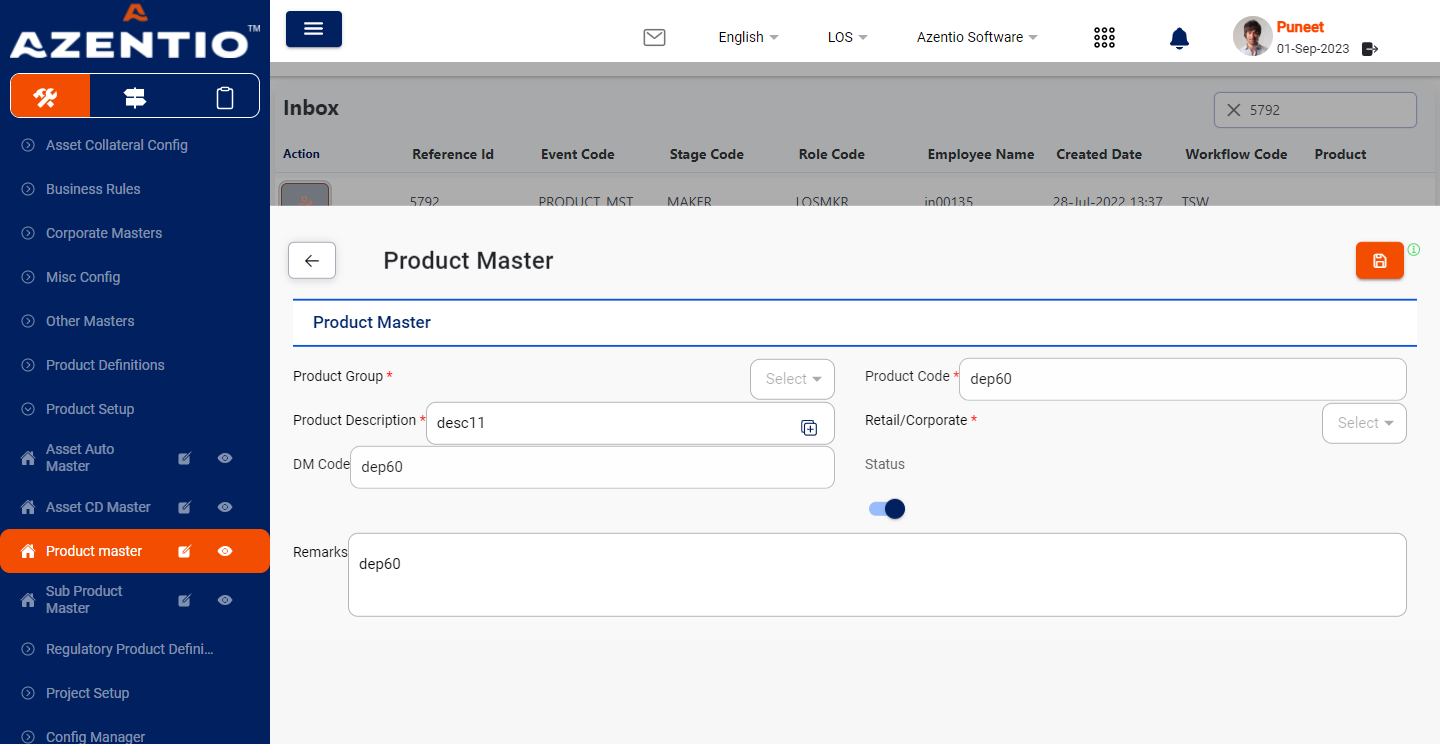 AZENTIO™
English
LOS
Azentio Software
Puneet
01-Sep-2023
Asset Collateral Config
Business Rules
Corporate Masters
Misc Config
Other Masters
Product Definitions
Product Setup
Asset Auto
Master
Asset CD Master
Product master
Sub Product
Master
Regulatory Product Defini...
Project Setup
Config Manager
Inbox
5792
Action Reference Id Event Code Stage Code Role Code Employee Name Created Date Workflow Code Product
5792 PRODUCT_MST MAKER LOSMKR in00135 28-Jul-2022 13:37 TSW
Product Master
Product Master
Product Group * Select Product Code * dep60
Product Description * desc11 Retail/Corporate * Select
DM Code dep60 Status
Remarks dep60